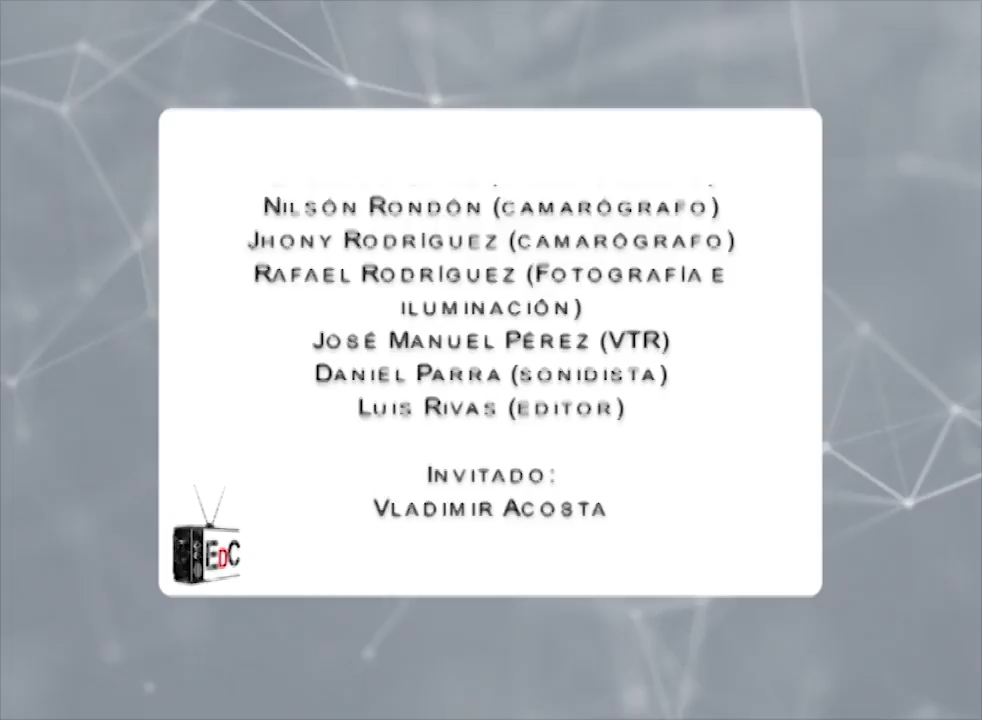 NILSÓN RONDÓN (CAMARÓGRAFO)
JHONY RODRÍGUEZ (CAMARÓGRAFO)
RAFAEL RODRÍGUEZ (FOTOGRAFÍA E
ILUMINACIÓN)
JOSÉ MANUEL PÉREZ (VTR)
DANIEL PARRA (SONIDISTA)
LUIS RIVAS (EDITOR)
INVITADO:
VLADIMIR ACOSTA
EDC